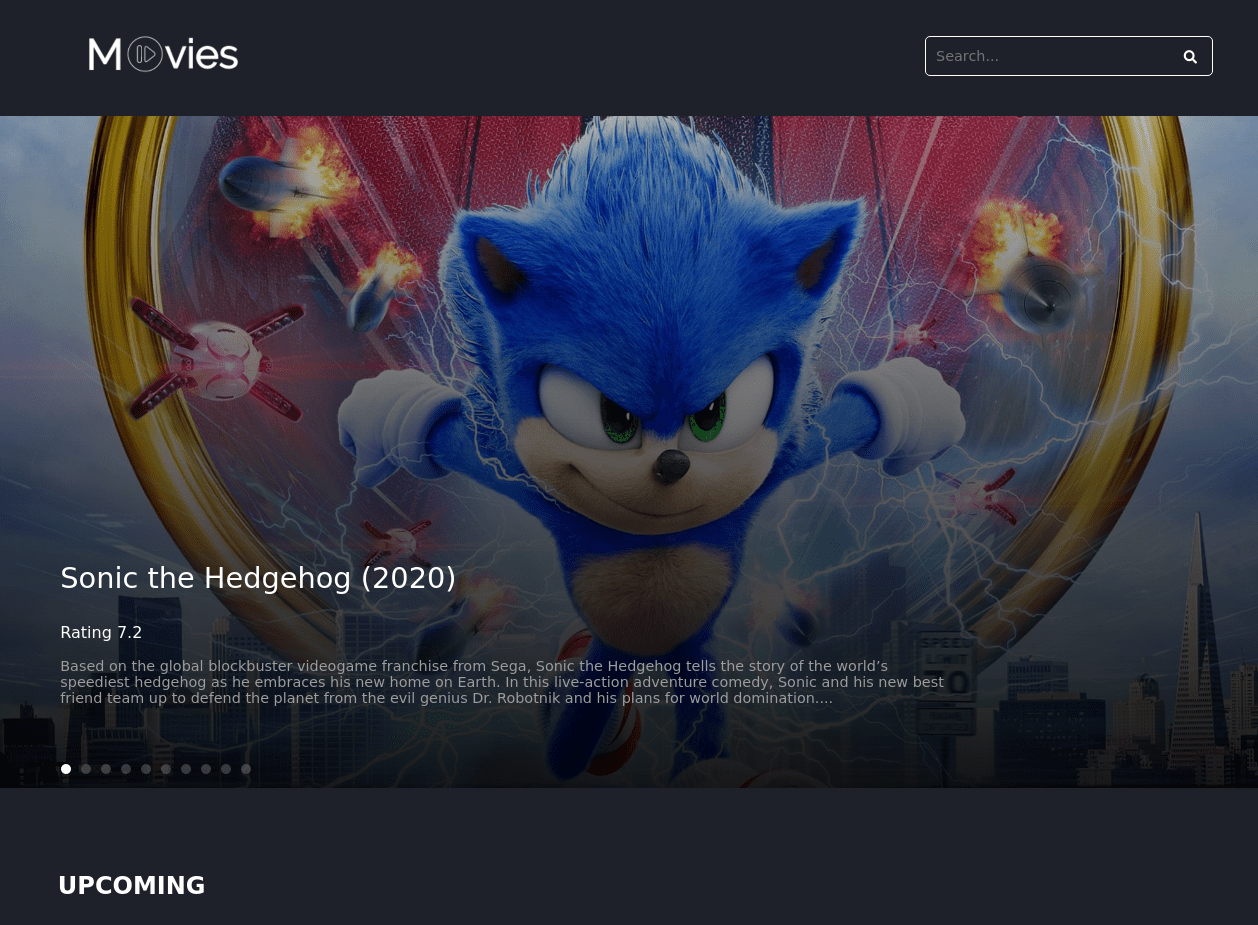 Movies
Search...
SPEED
LIMIT
Sonic the Hedgehog (2020)
Rating 7.2
Based on the global blockbuster videogame franchise from Sega, Sonic the Hedgehog tells the story of the world’s
speediest hedgehog as he embraces his new home on Earth. In this live-action adventure comedy, Sonic and his new best
friend team up to defend the planet from the evil genius Dr. Robotnik and his plans for world domination....
UPCOMING